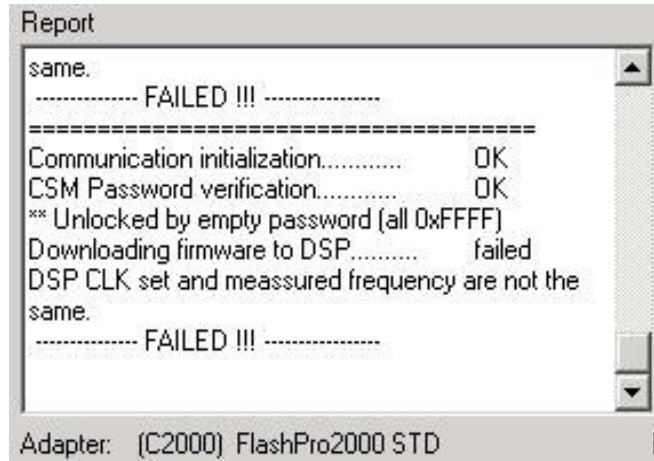 Report
same.
-------------- FAILED !!! ----------------
=====================================
Communication initialization............ OK
CSM Password verification............ OK
** Unlocked by empty password (all 0xFFFF)
Downloading firmware to DSP.......... failed
DSP CLK set and meassured frequency are not the
same.
-------------- FAILED !!! ----------------
Adapter: (C2000) FlashPro2000 STD